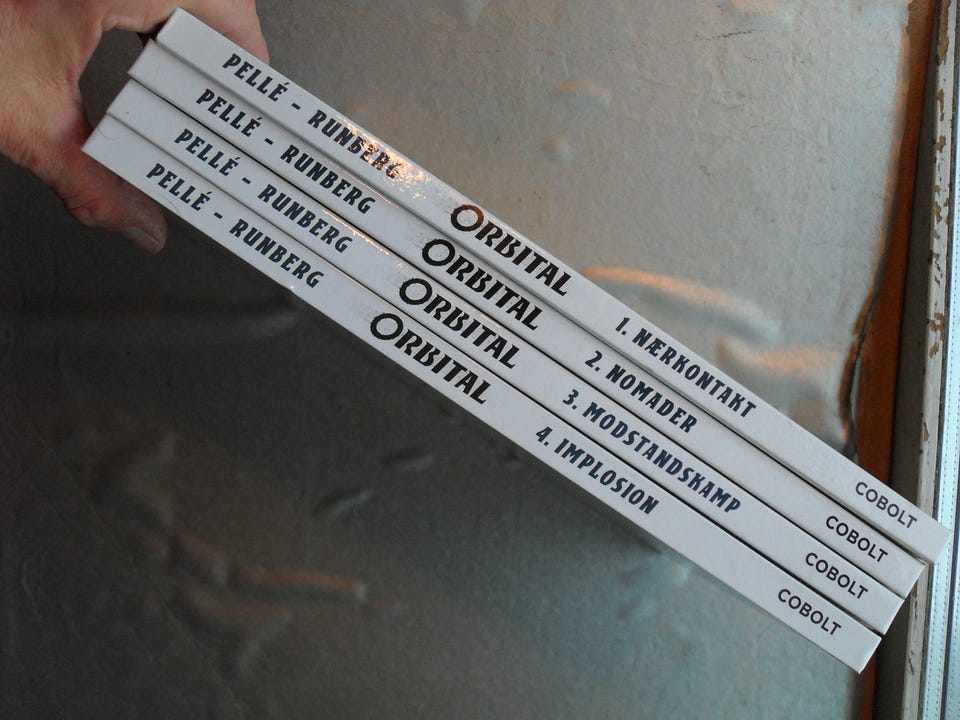 PELLÉ - RUNBERG ORBITAL 1. NÆRKONTAKT COBOLT
PELLÉ - RUNBERG ORBITAL 2. NOMADER COBOLT
PELLÉ - RUNBERG ORBITAL 3. MODSTANDSKAMP COBOLT
PELLÉ - RUNBERG ORBITAL 4. IMPLOSION COBOLT